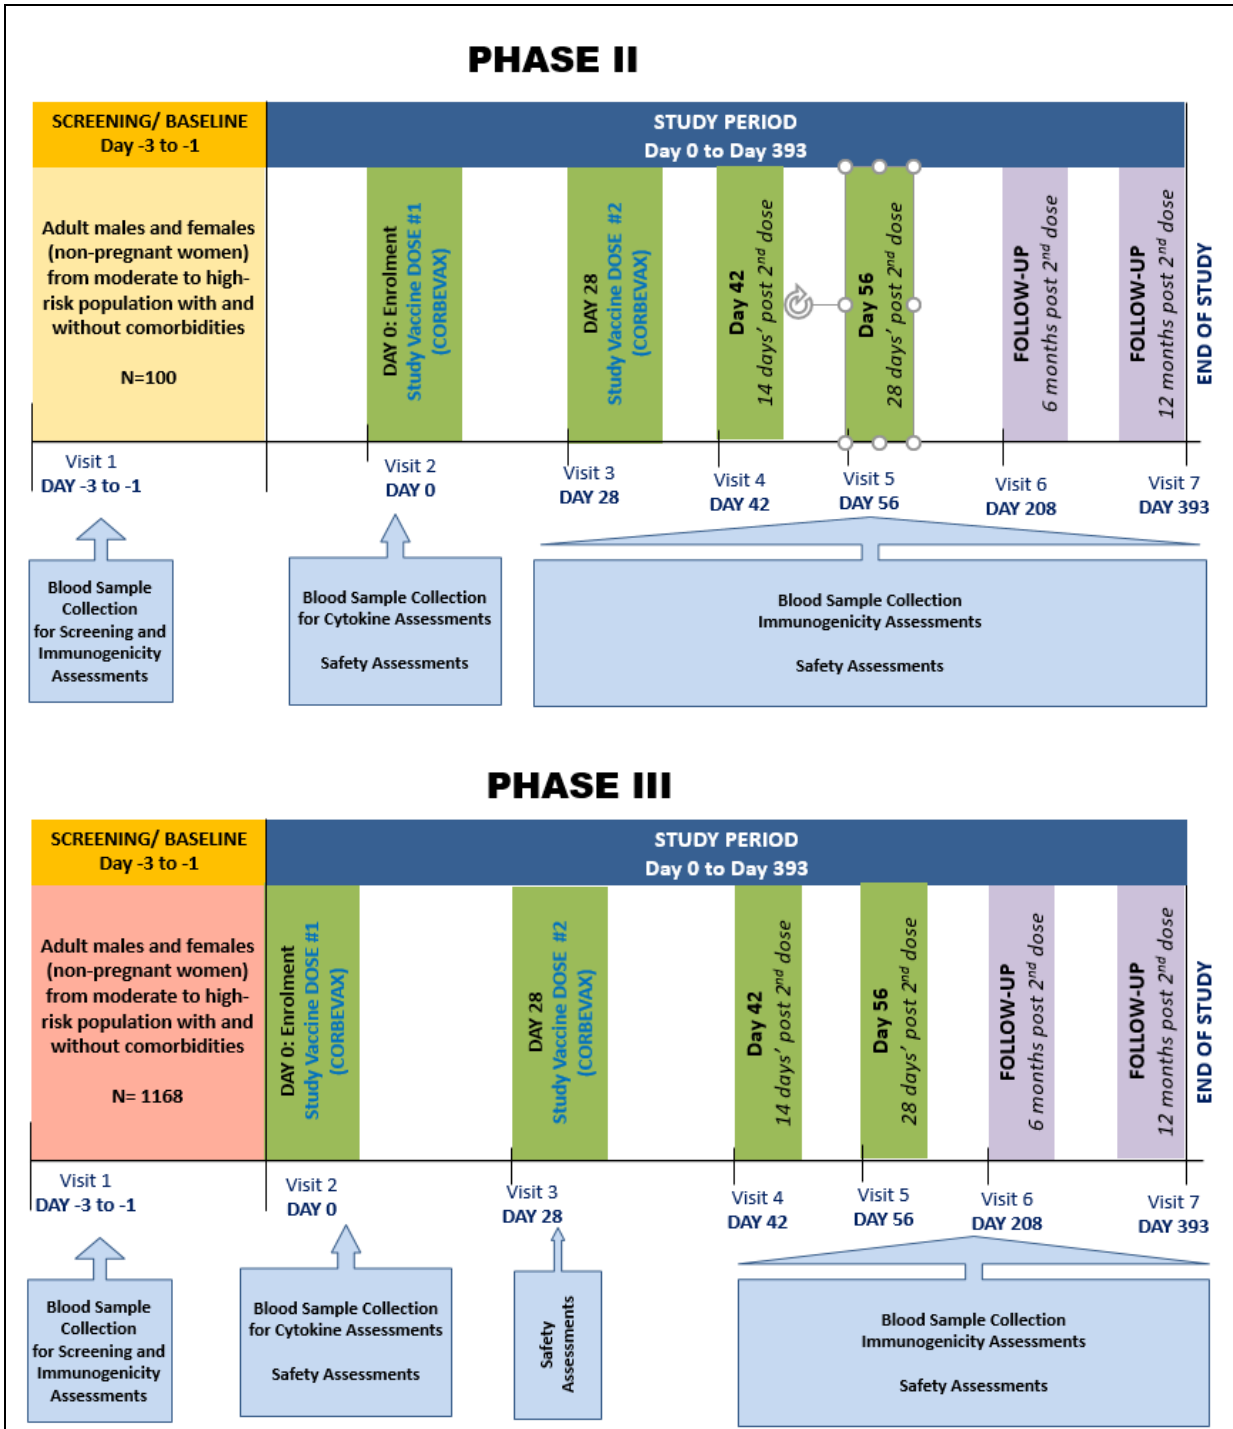 PHASE II
SCREENING/ BASELINE
Day -3 to -1
STUDY PERIOD
Day 0 to Day 393
Adult males and females
(non-pregnant women)
from moderate to high-
risk population with and
without comorbidities
N=100
DAY 0: Enrolment
Study Vaccine DOSE #1
(CORBEVAX)
DAY 28
Study Vaccine DOSE #2
(CORBEVAX)
Day 42
14 days' post 2nd dose
Day 56
28 days' post 2nd dose
FOLLOW-UP
6 months post 2nd dose
FOLLOW-UP
12 months post 2nd dose
END OF STUDY
Visit 1
DAY -3 to -1
Visit 2
DAY 0
Visit 3
DAY 28
Visit 4
DAY 42
Visit 5
DAY 56
Visit 6
DAY 208
Visit 7
DAY 393
Blood Sample
Collection
for Screening and
Immunogenicity
Assessments
Blood Sample Collection
for Cytokine Assessments
Safety Assessments
Blood Sample Collection
Immunogenicity Assessments
Safety Assessments
PHASE III
SCREENING/ BASELINE
Day -3 to -1
STUDY PERIOD
Day 0 to Day 393
Adult males and females
(non-pregnant women)
from moderate to high-
risk population with and
without comorbidities
N= 1168
DAY 0: Enrolment
Study Vaccine DOSE #1
(CORBEVAX)
DAY 28
Study Vaccine DOSE #2
(CORBEVAX)
Day 42
14 days' post 2nd dose
Day 56
28 days' post 2nd dose
FOLLOW-UP
6 months post 2nd dose
FOLLOW-UP
12 months post 2nd dose
END OF STUDY
Visit 1
DAY -3 to -1
Visit 2
DAY 0
Visit 3
DAY 28
Visit 4
DAY 42
Visit 5
DAY 56
Visit 6
DAY 208
Visit 7
DAY 393
Blood Sample
Collection
for Screening and
Immunogenicity
Assessments
Blood Sample Collection
for Cytokine Assessments
Safety Assessments
Safety
Assessments
Blood Sample Collection
Immunogenicity Assessments
Safety Assessments